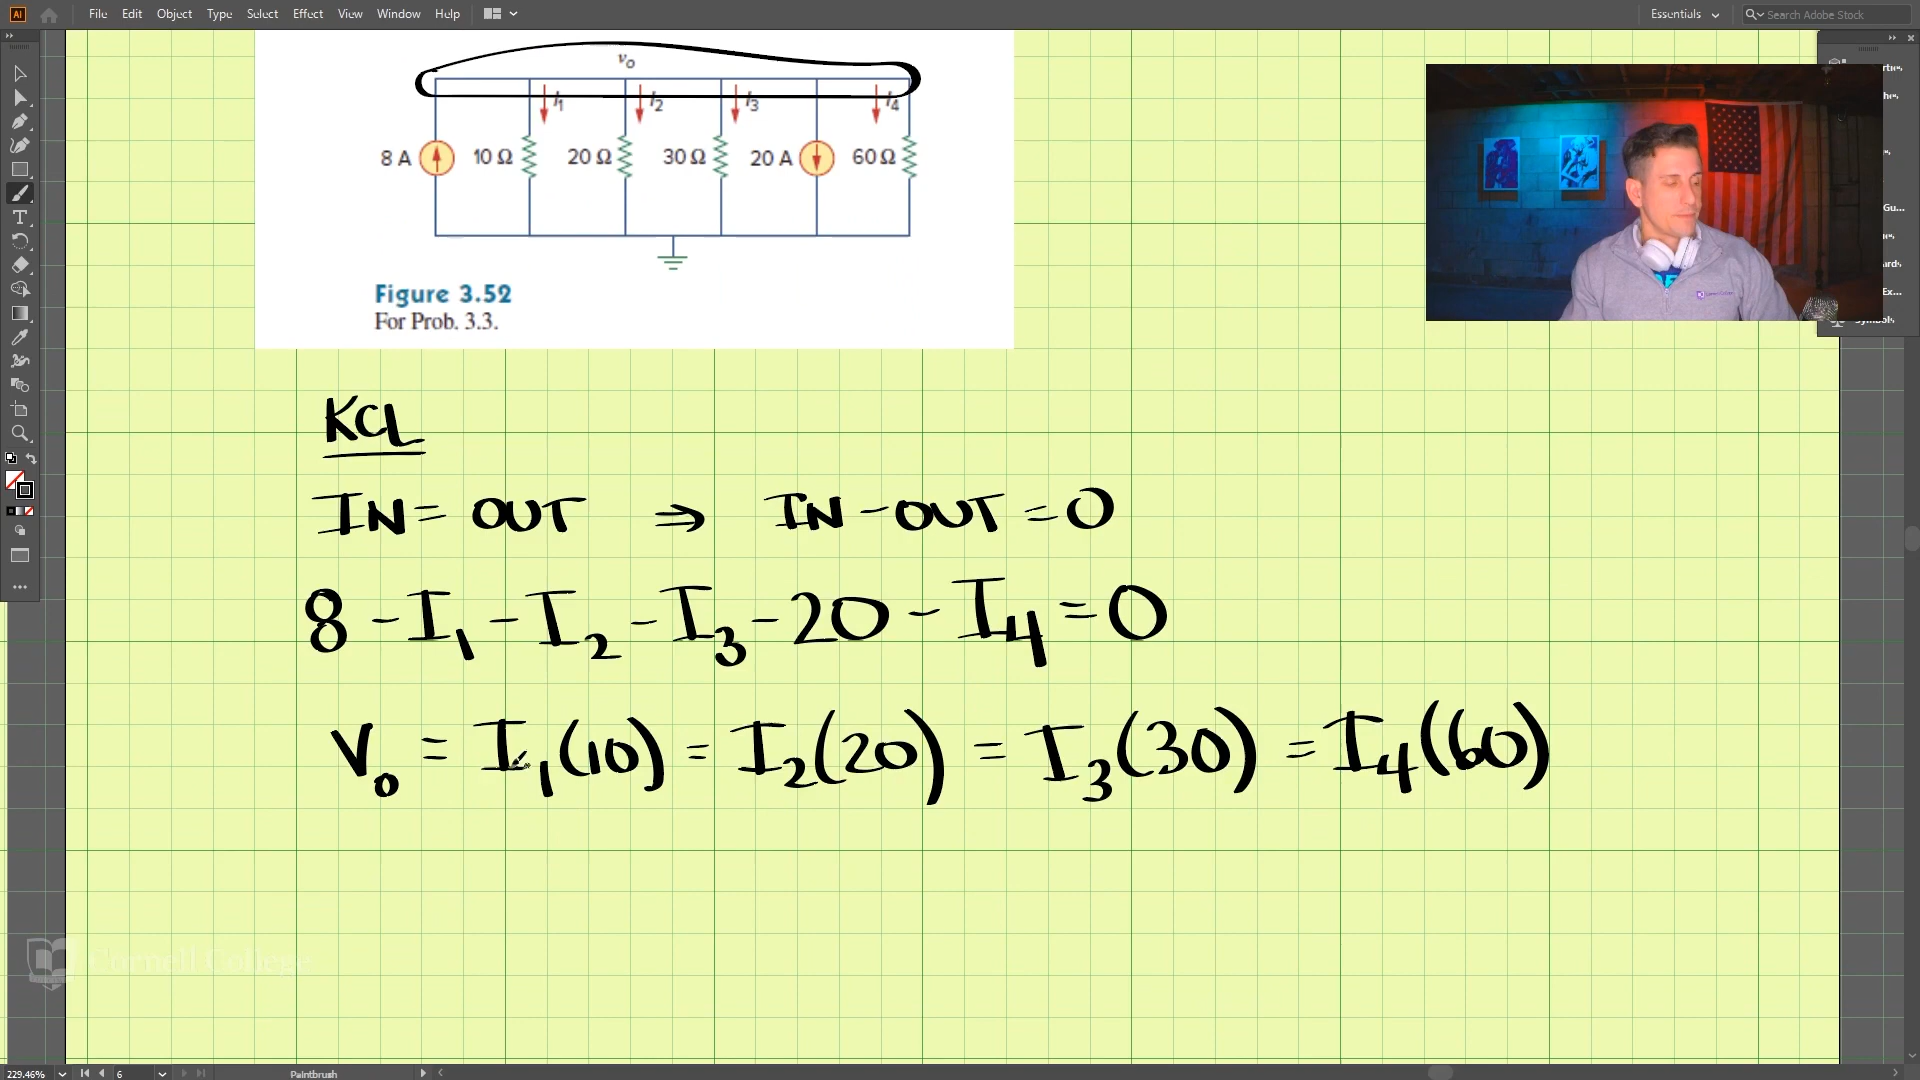 Ai File Edit Object Type Select Effect View Window Help Essentials Search Adobe Stock
v₀
I₁ I₂ I₃ I₄
8 A 10 Ω 20 Ω 30 Ω 20 A 60 Ω
Figure 3.52
For Prob. 3.3.
KCL
IN = OUT ⇒ IN - OUT = 0
8 - I₁ - I₂ - I₃ - 20 - I₄ = 0
V₀ = I₁(10) = I₂(20) = I₃(30) = I₄(60)
Cornell College
229.46% 6 Paintbrush